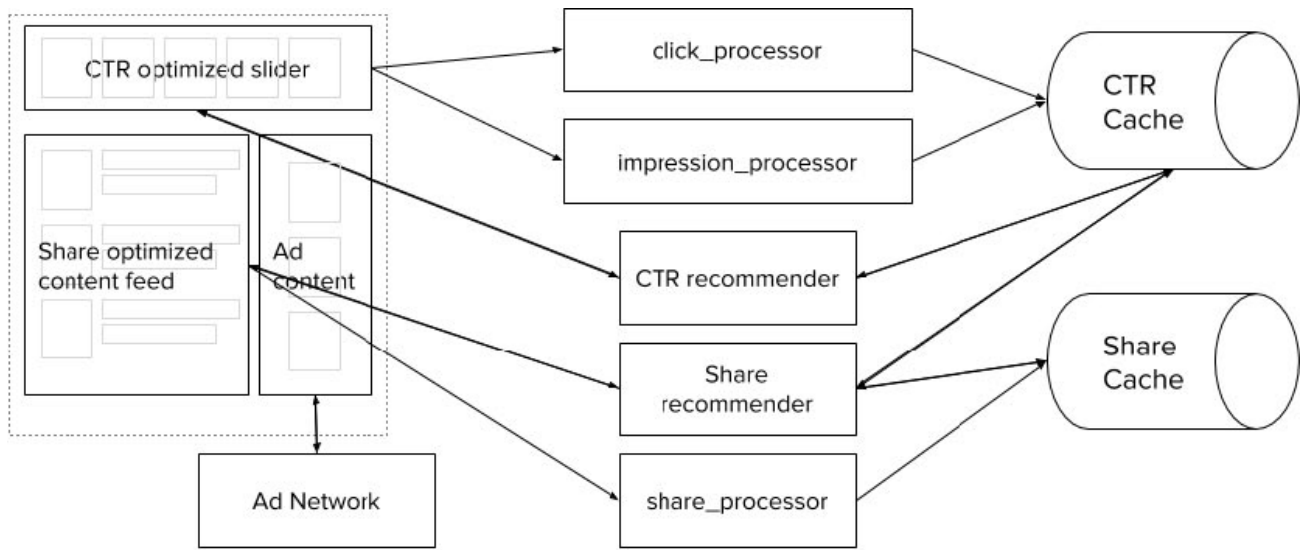 CTR optimized slider
click_processor
CTR
Cache
impression_processor
Share optimized
content feed
Ad
content
CTR recommender
Share
recommender
Share
Cache
Ad Network
share_processor